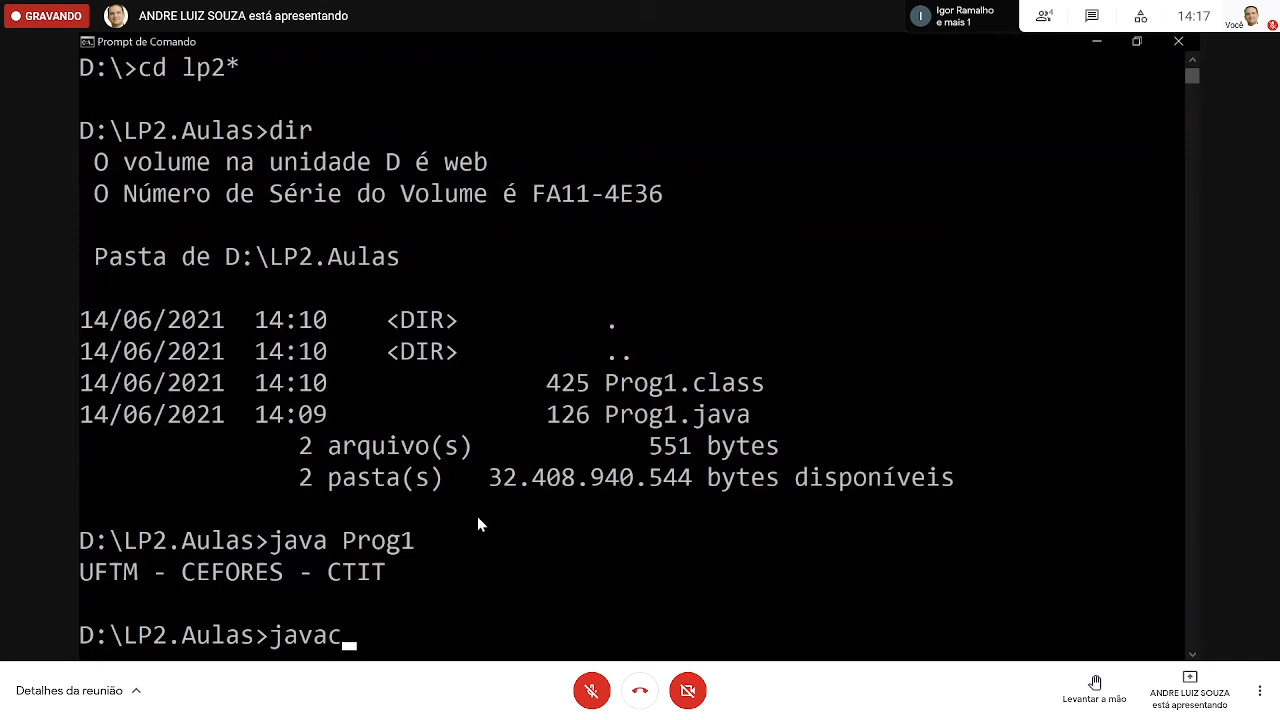 GRAVANDO
ANDRE LUIZ SOUZA está apresentando
I
Igor Ramalho
e mais 1
4
14:17
Você
Prompt de Comando
D:\>cd lp2*
D:\LP2.Aulas>dir
O volume na unidade D é web
O Número de Série do Volume é FA11-4E36
Pasta de D:\LP2.Aulas
14/06/2021  14:10    <DIR>          .
14/06/2021  14:10    <DIR>          ..
14/06/2021  14:10               425 Prog1.class
14/06/2021  14:09               126 Prog1.java
2 arquivo(s)            551 bytes
2 pasta(s)   32.408.940.544 bytes disponíveis
D:\LP2.Aulas>java Prog1
UFTM - CEFORES - CTIT
D:\LP2.Aulas>javac_
Detalhes da reunião
Levantar a mão
ANDRE LUIZ SOUZA
está apresentando